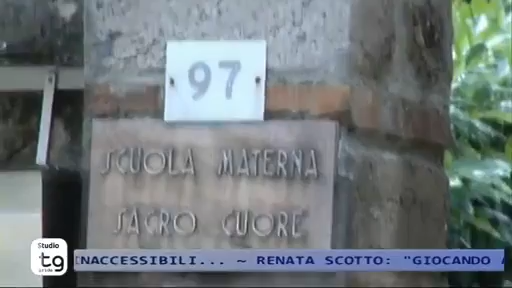 97
SCUOLA MATERNA
SACRO CUORE
Studio
tg
INACCESSIBILI... ~ RENATA SCOTTO: "GIOCANDO A